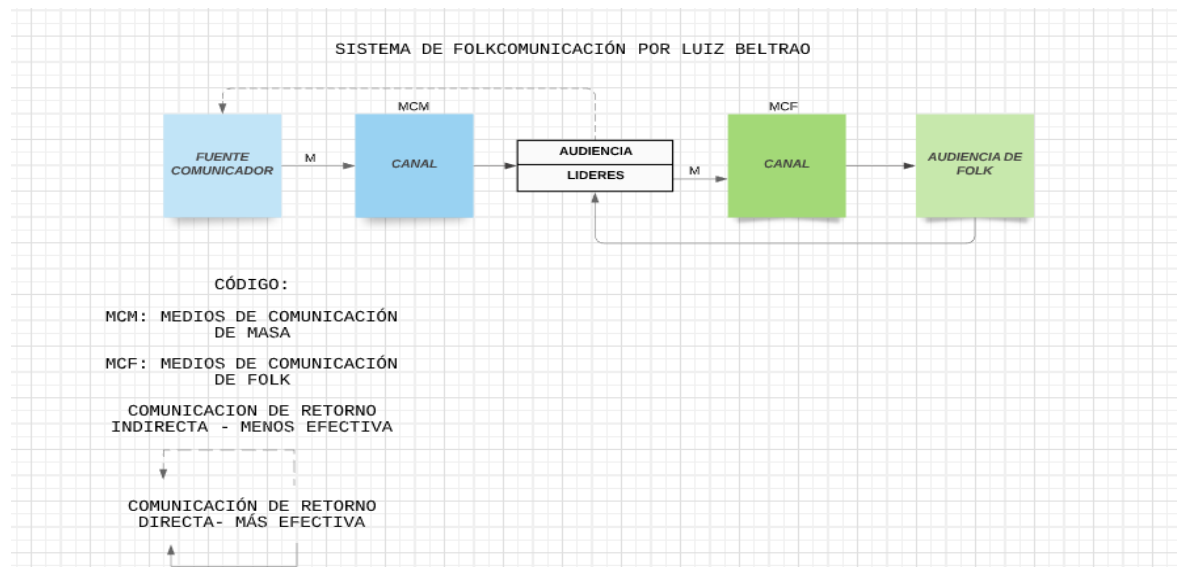 SISTEMA DE FOLKCOMUNICACIÓN POR LUIZ BELTRAO
MCM
MCF
FUENTE
COMUNICADOR
M
CANAL
AUDIENCIA
LIDERES
M
CANAL
AUDIENCIA DE
FOLK
CÓDIGO:
MCM: MEDIOS DE COMUNICACIÓN
DE MASA
MCF: MEDIOS DE COMUNICACIÓN
DE FOLK
COMUNICACION DE RETORNO
INDIRECTA - MENOS EFECTIVA
COMUNICACIÓN DE RETORNO
DIRECTA- MÁS EFECTIVA